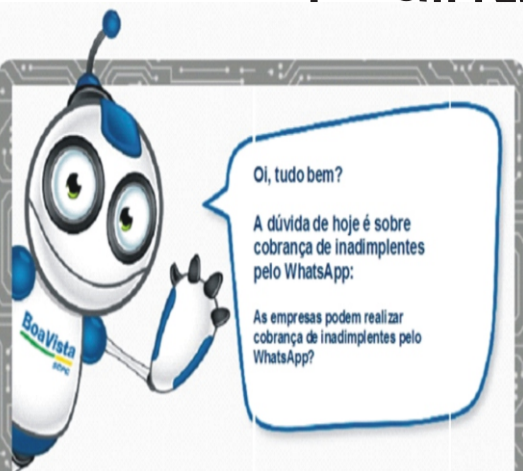 Oi, tudo bem?
A dúvida de hoje é sobre
cobrança de inadimplentes
pelo WhatsApp:
As empresas podem realizar
cobrança de inadimplentes pelo
WhatsApp?
BoaVista
SCPC